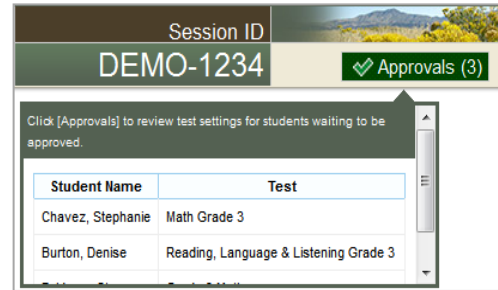 Session ID
DEMO-1234
Approvals (3)
Click [Approvals] to review test settings for students waiting to be
approved.
Student Name Test
Chavez, Stephanie Math Grade 3
Burton, Denise Reading, Language & Listening Grade 3